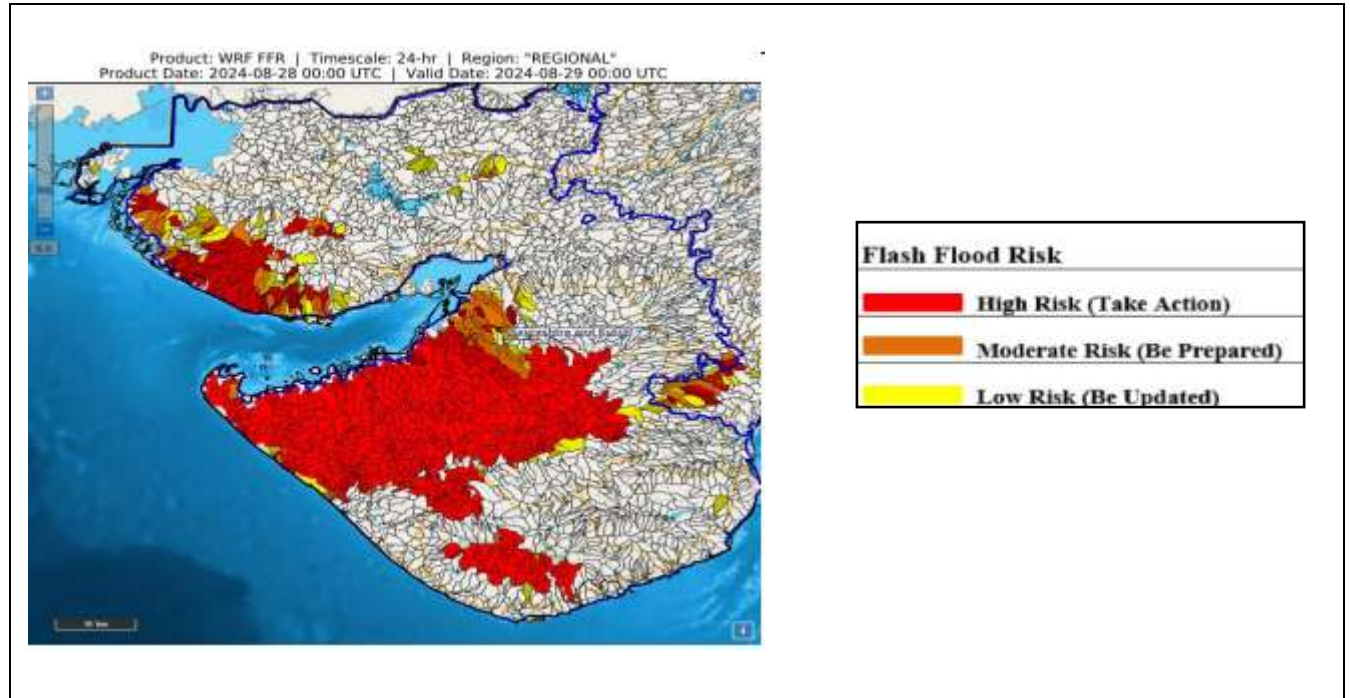 Product: WRF FFR | Timescale: 24-hr | Region: "REGIONAL"
Product Date: 2024-08-28 00:00 UTC | Valid Date: 2024-08-29 00:00 UTC
Flash Flood Risk
High Risk (Take Action)
Moderate Risk (Be Prepared)
Low Risk (Be Updated)